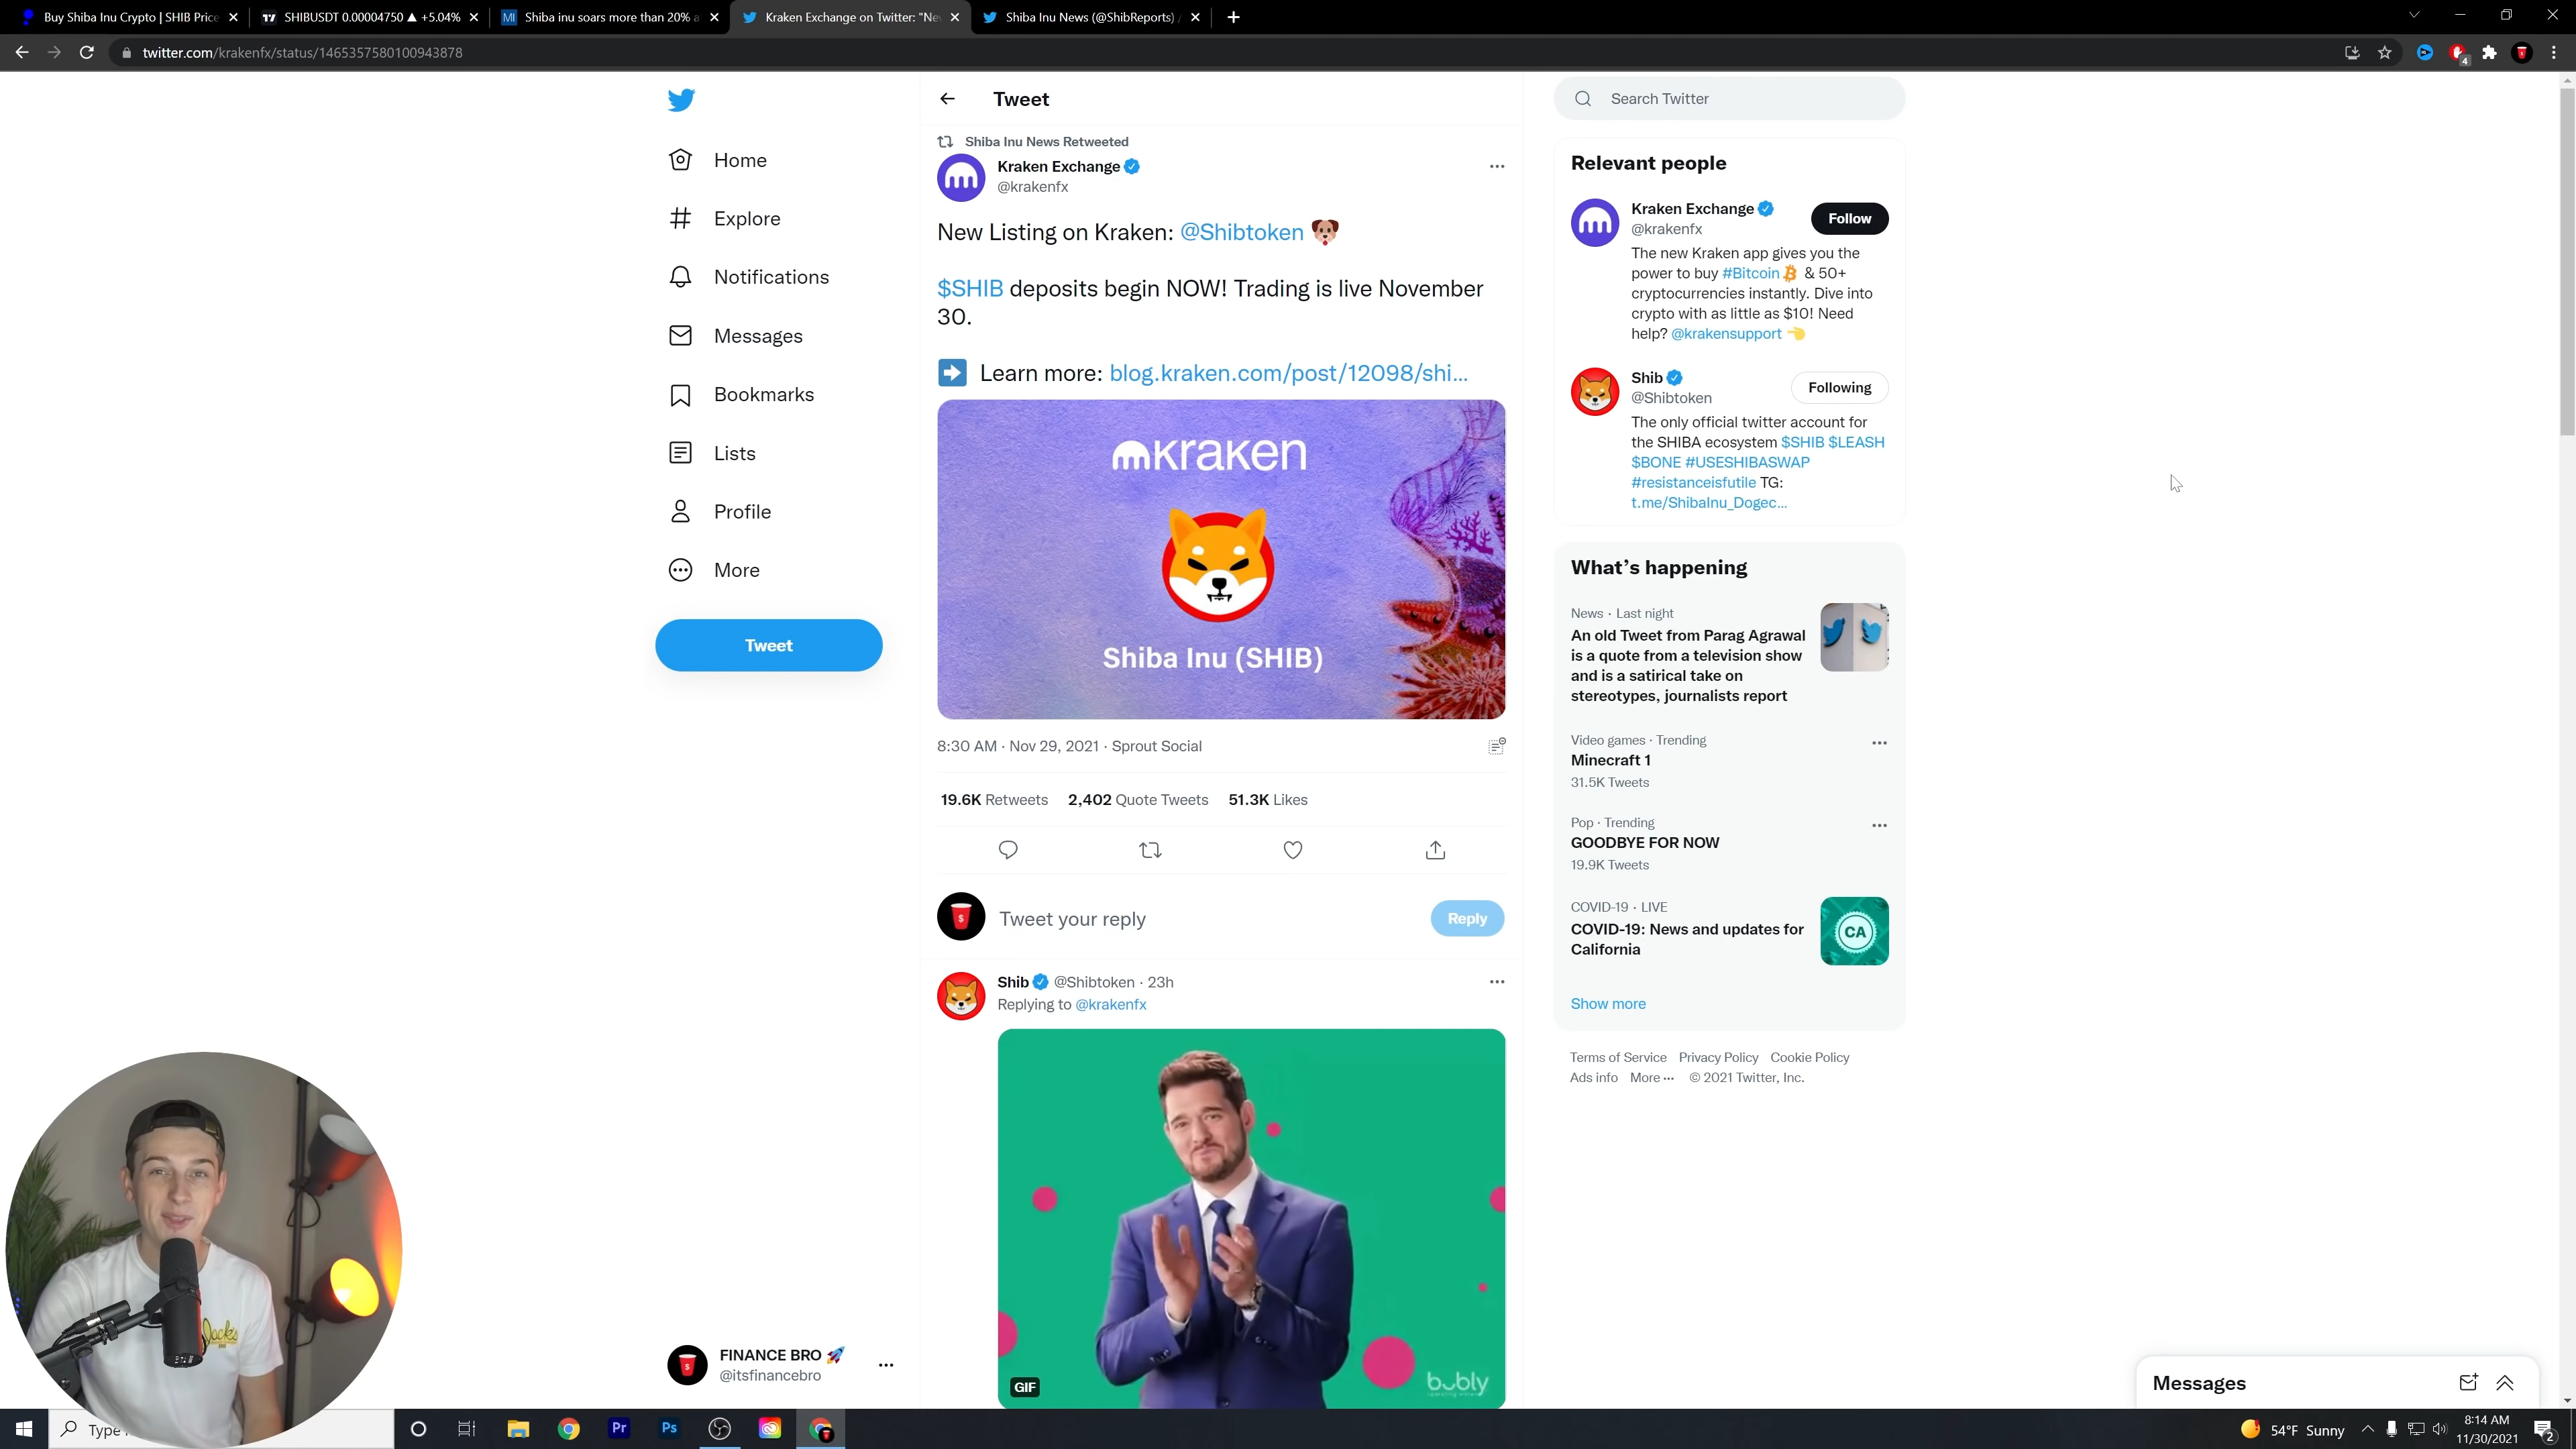 Buy Shiba Inu Crypto | SHIB Price
SHIBUSDT 0.00004750 ▲ +5.04%
MI
Shiba inu soars more than 20% a
Kraken Exchange on Twitter: "Ne
Shiba Inu News (@ShibReports) /
twitter.com/krakenfx/status/1465357580100943878
4
Home
Explore
Notifications
Messages
Bookmarks
Lists
Profile
More
Tweet
FINANCE BRO 🚀
@itsfinancebro
Tweet
Shiba Inu News Retweeted
Kraken Exchange
@krakenfx
New Listing on Kraken: @Shibtoken 🐶
$SHIB deposits begin NOW! Trading is live November
30.
➡️ Learn more: blog.kraken.com/post/12098/shi…
kraken
Shiba Inu (SHIB)
8:30 AM · Nov 29, 2021 · Sprout Social
19.6K Retweets 2,402 Quote Tweets 51.3K Likes
Tweet your reply
Reply
Shib @Shibtoken · 23h
Replying to @krakenfx
GIF
bubly
Search Twitter
Relevant people
Kraken Exchange
@krakenfx
Follow
The new Kraken app gives you the
power to buy #Bitcoin & 50+
cryptocurrencies instantly. Dive into
crypto with as little as $10! Need
help? @krakensupport 👈
Shib
@Shibtoken
Following
The only official twitter account for
the SHIBA ecosystem $SHIB $LEASH
$BONE #USESHIBASWAP
#resistanceisfutile TG:
t.me/ShibaInu_Dogec…
What's happening
News · Last night
An old Tweet from Parag Agrawal
is a quote from a television show
and is a satirical take on
stereotypes, journalists report
Video games · Trending
Minecraft 1
31.5K Tweets
Pop · Trending
GOODBYE FOR NOW
19.9K Tweets
COVID-19 · LIVE
COVID-19: News and updates for
California
CA
Show more
Terms of Service Privacy Policy Cookie Policy
Ads info More ··· © 2021 Twitter, Inc.
Messages
Jack's
Type
Pr
Ps
54°F Sunny
8:14 AM
11/30/2021
2